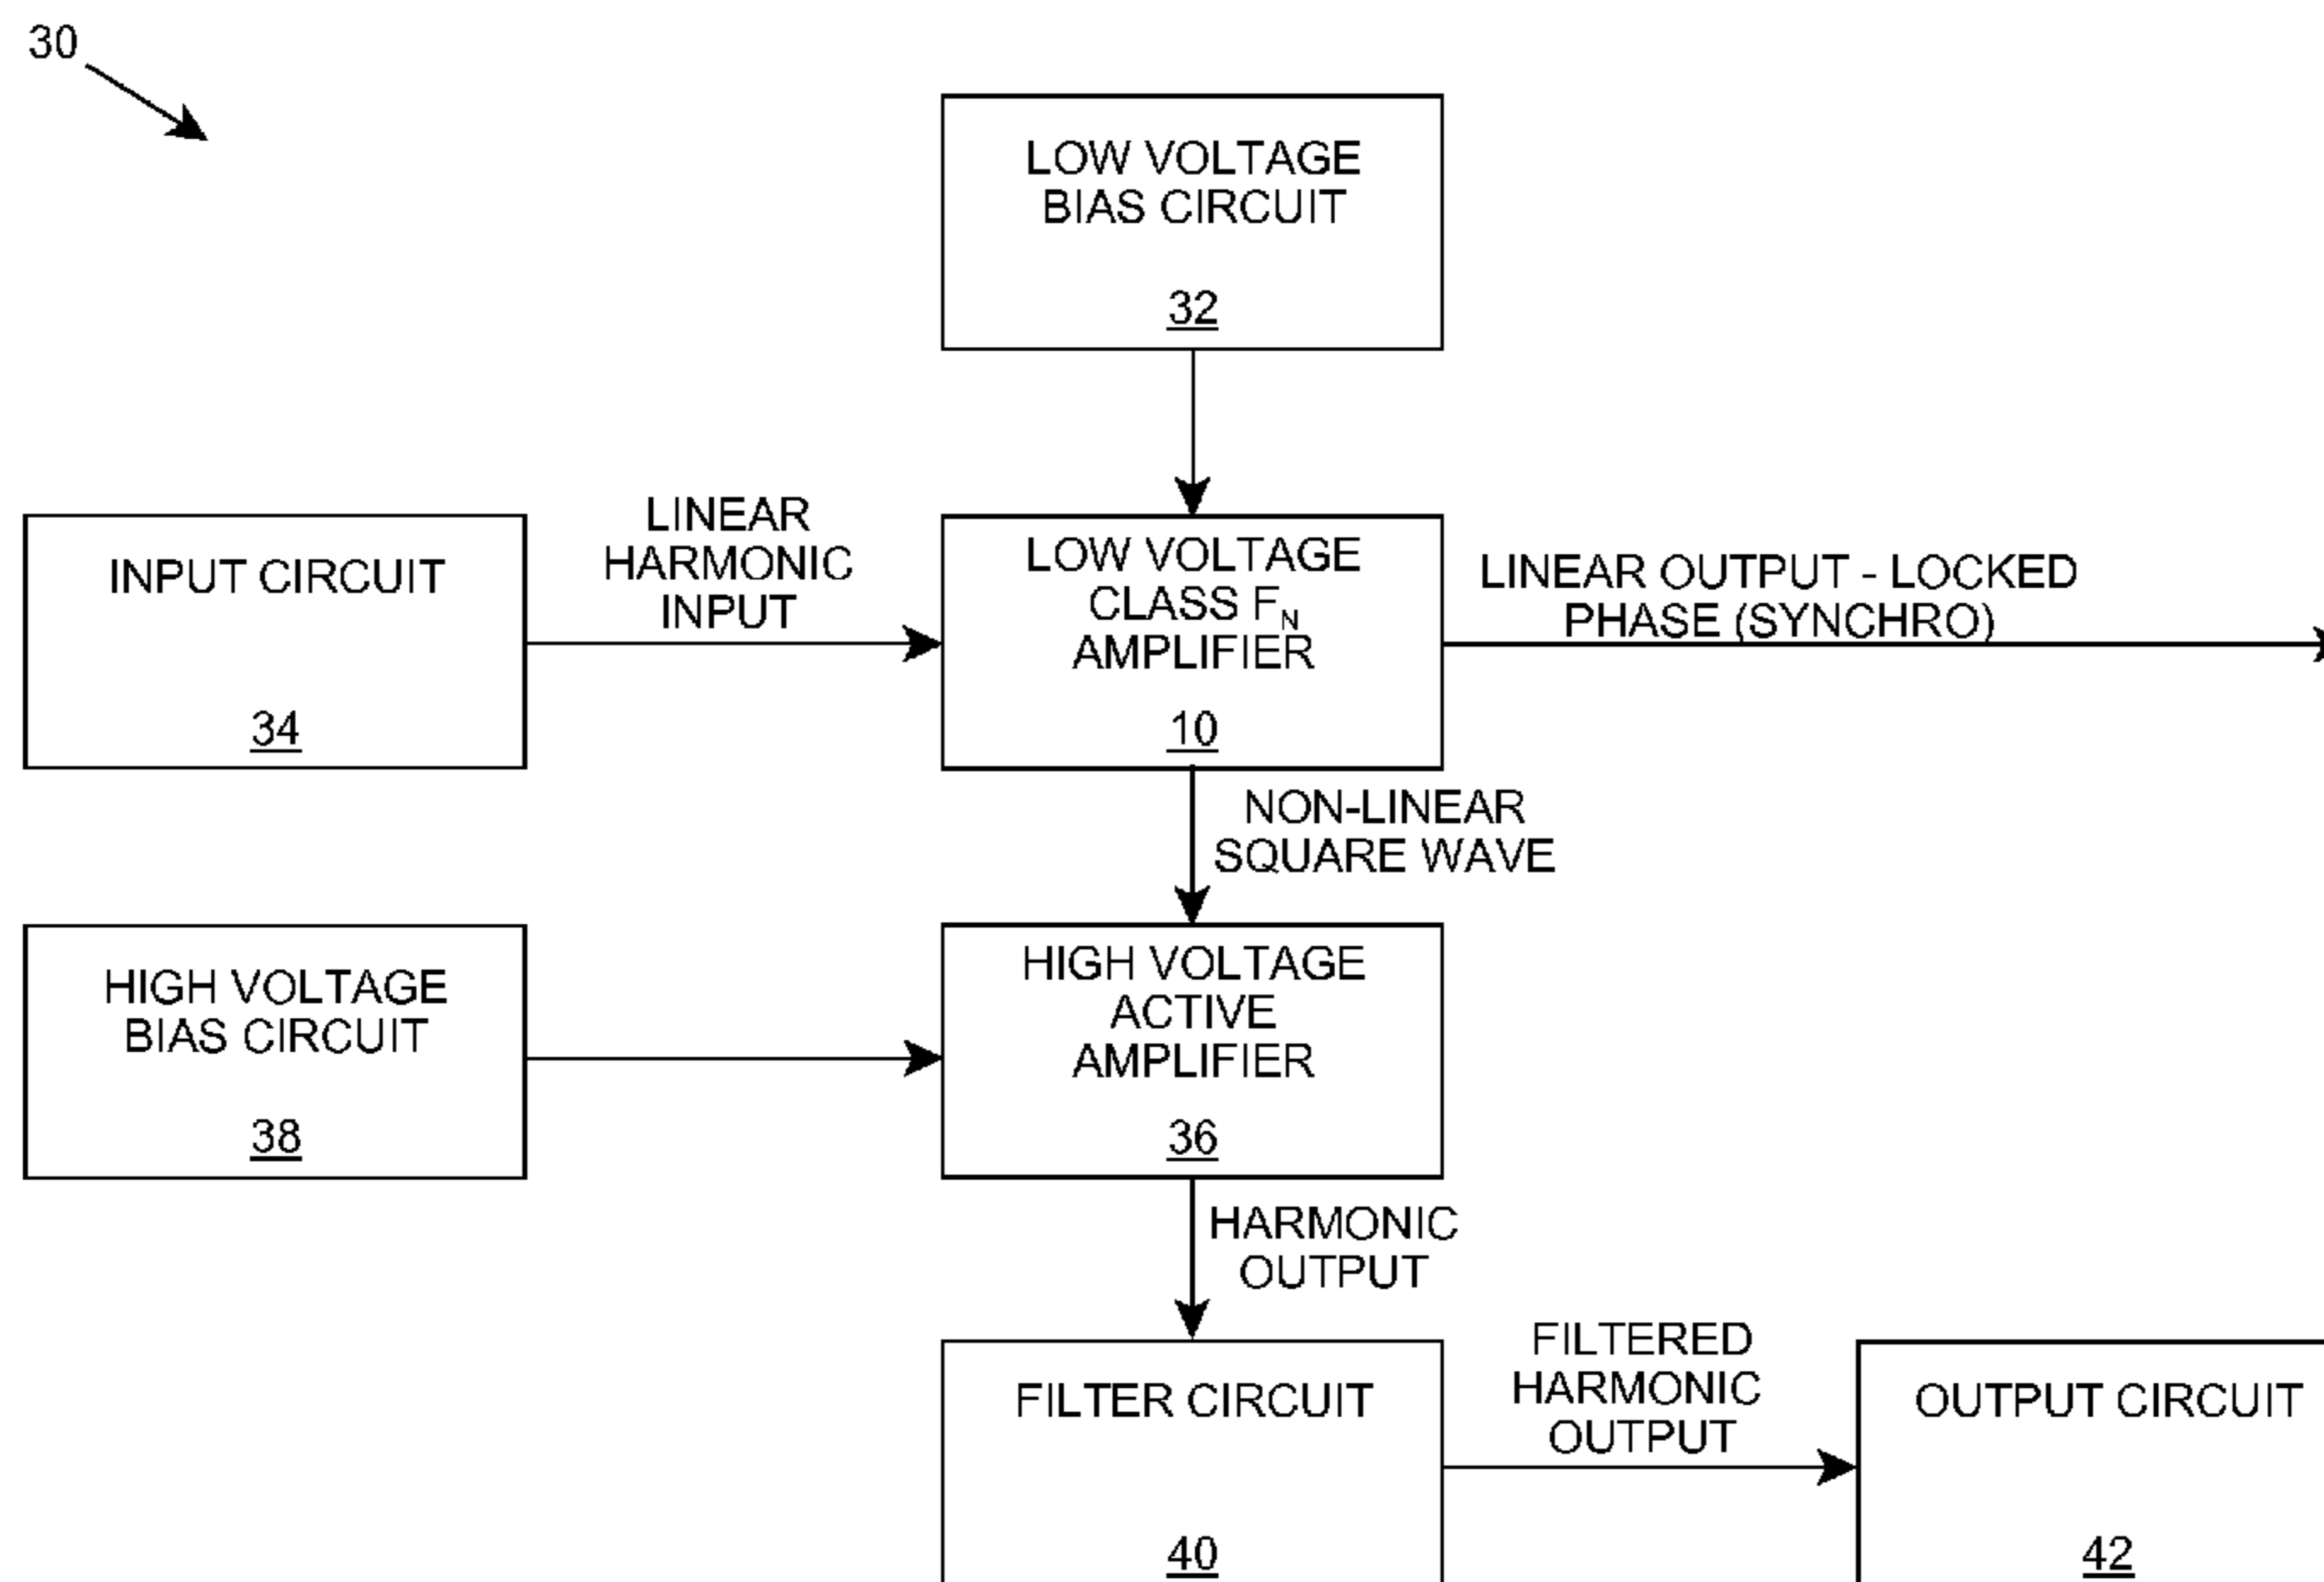 30
LOW VOLTAGE
BIAS CIRCUIT
32
INPUT CIRCUIT
34
LINEAR
HARMONIC
INPUT
LOW VOLTAGE
CLASS FN
AMPLIFIER
10
LINEAR OUTPUT - LOCKED
PHASE (SYNCHRO)
NON-LINEAR
SQUARE WAVE
HIGH VOLTAGE
BIAS CIRCUIT
38
HIGH VOLTAGE
ACTIVE
AMPLIFIER
36
HARMONIC
OUTPUT
FILTER CIRCUIT
40
FILTERED
HARMONIC
OUTPUT
OUTPUT CIRCUIT
42